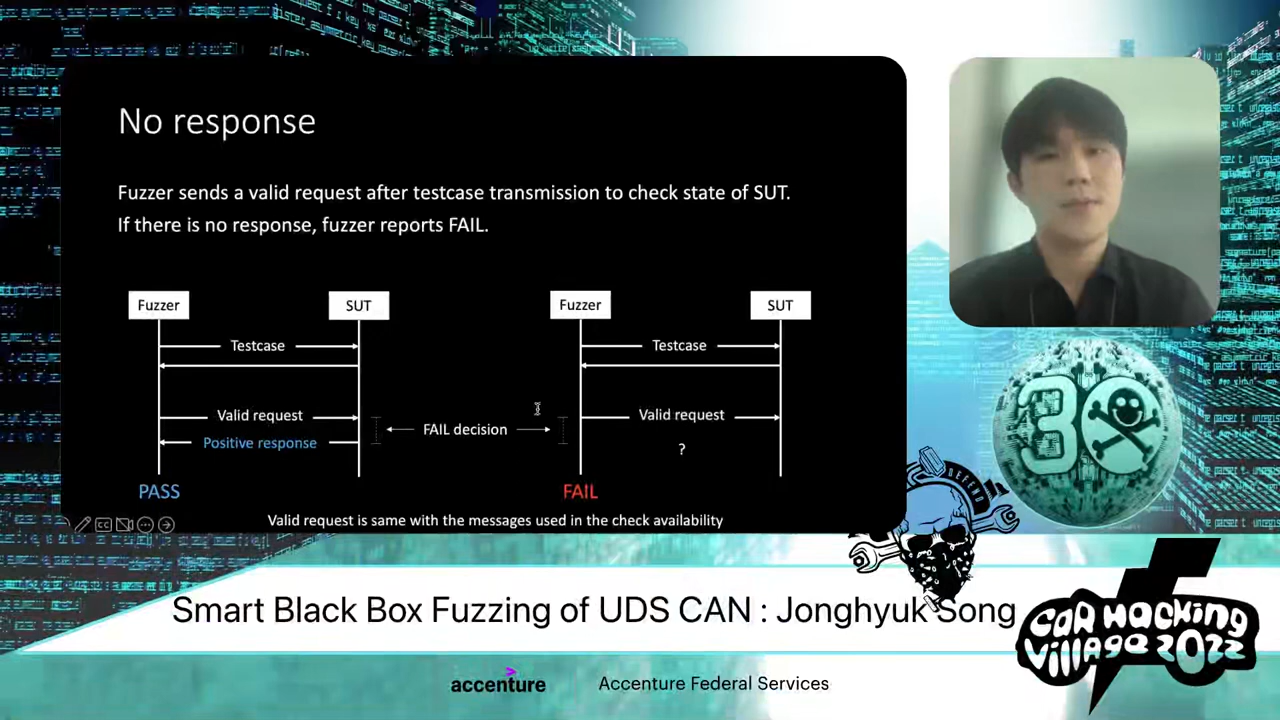 No response
Fuzzer sends a valid request after testcase transmission to check state of SUT.
If there is no response, fuzzer reports FAIL.
Fuzzer
SUT
Fuzzer
SUT
Testcase
Testcase
Valid request
Valid request
FAIL decision
Positive response
?
PASS
FAIL
Valid request is same with the messages used in the check availability
30
DEFEND
Smart Black Box Fuzzing of UDS CAN : Jonghyuk Song
CAR HACKING
VILLAGE 2022
accenture
Accenture Federal Services